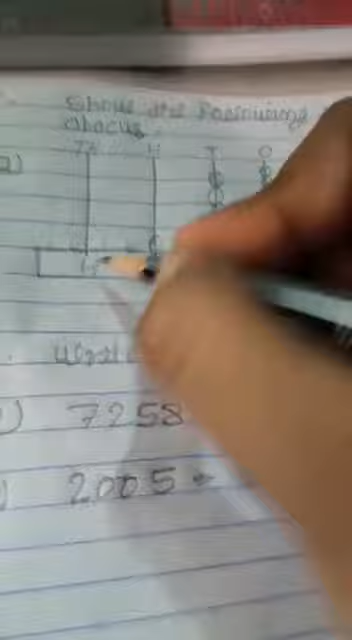 Show the Following
abacus.
a) TH H T O
7258
2005